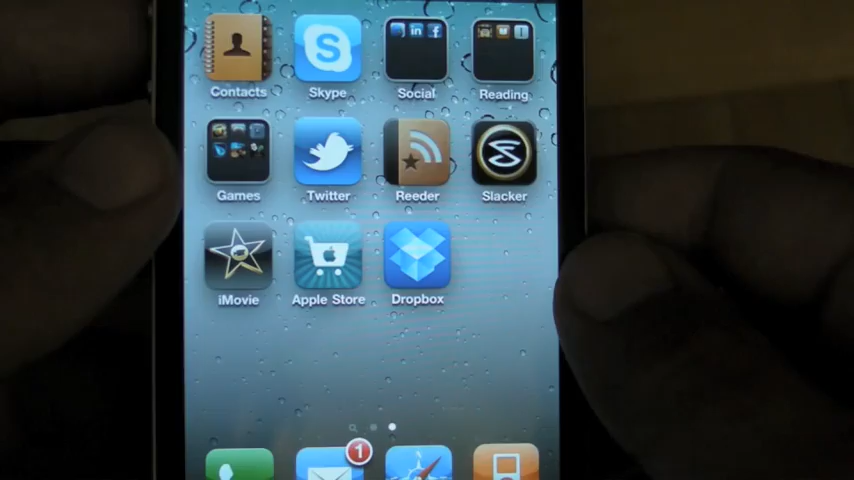 Contacts Skype Social Reading
Games Twitter Reeder Slacker
iMovie Apple Store Dropbox
1